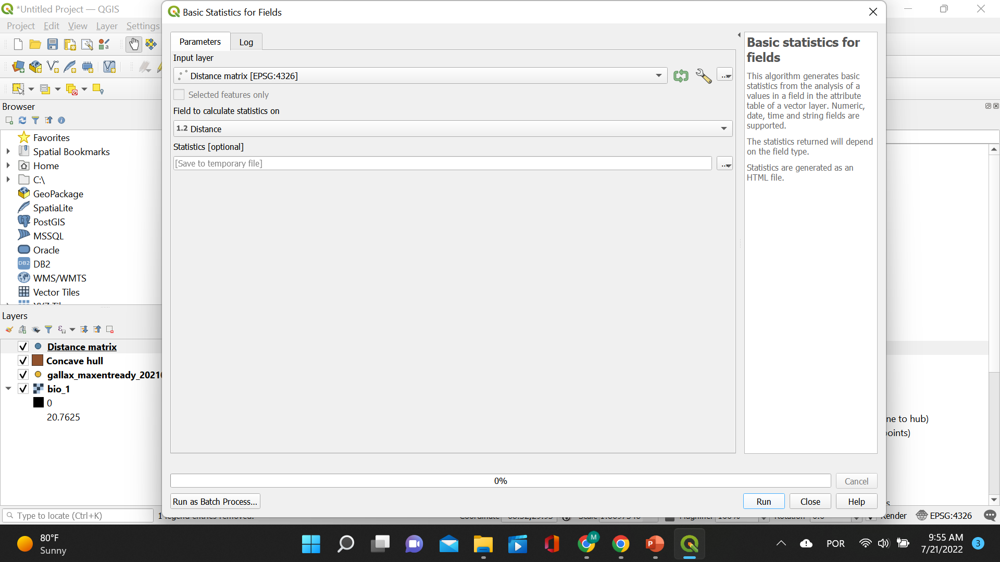 *Untitled Project — QGIS
Project Edit View Layer Settings
Basic Statistics for Fields
Parameters
Log
Input layer
Distance matrix [EPSG:4326]
Selected features only
Field to calculate statistics on
1.2 Distance
Statistics [optional]
[Save to temporary file]
Basic statistics for
fields
This algorithm generates basic
statistics from the analysis of a
values in a field in the attribute
table of a vector layer. Numeric,
date, time and string fields are
supported.
The statistics returned will depend
on the field type.
Statistics are generated as an
HTML file.
Browser
Favorites
Spatial Bookmarks
Home
C:\
GeoPackage
SpatiaLite
PostGIS
MSSQL
Oracle
DB2
DB2
WMS/WMTS
Vector Tiles
Layers
Distance matrix
Concave hull
gallax_maxentready_2021
bio_1
0
20.7625
ne to hub)
oints)
0%
Cancel
Run as Batch Process...
Run
Close
Help
Type to locate (Ctrl+K)
1 legend entries removed.
Render
EPSG:4326
80°F
Sunny
M
POR
9:55 AM
7/21/2022
3